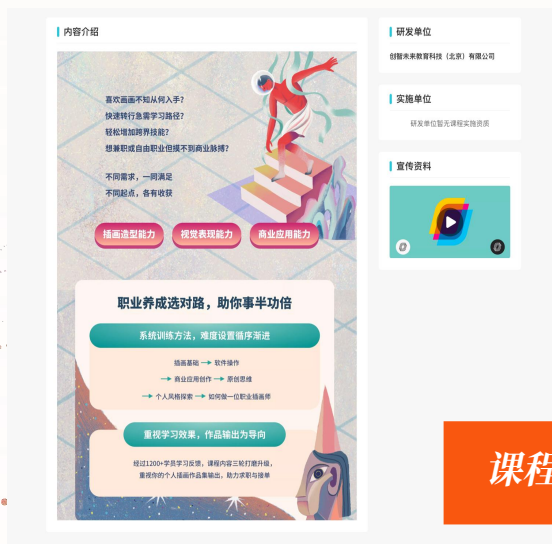 内容介绍
喜欢画画不知从何入手?
快速转行急需学习路径?
轻松增加跨界技能?
想兼职或自由职业但摸不到商业脉搏?
不同需求，一同满足
不同起点，各有收获
插画造型能力
视觉表现能力
商业应用能力
职业养成选对路，助你事半功倍
系统训练方法，难度设置循序渐进
插画基础 → 软件操作
→ 商业应用创作 → 原创思维
→ 个人风格探索 → 如何做一位职业插画师
重视学习效果，作品输出为导向
经过1200+学员学习反馈，课程内容三轮打磨升级，
重视你的个人插画作品集输出，助力求职与接单
研发单位
创智未来教育科技（北京）有限公司
实施单位
研发单位暂无课程实施资质
宣传资料
课程